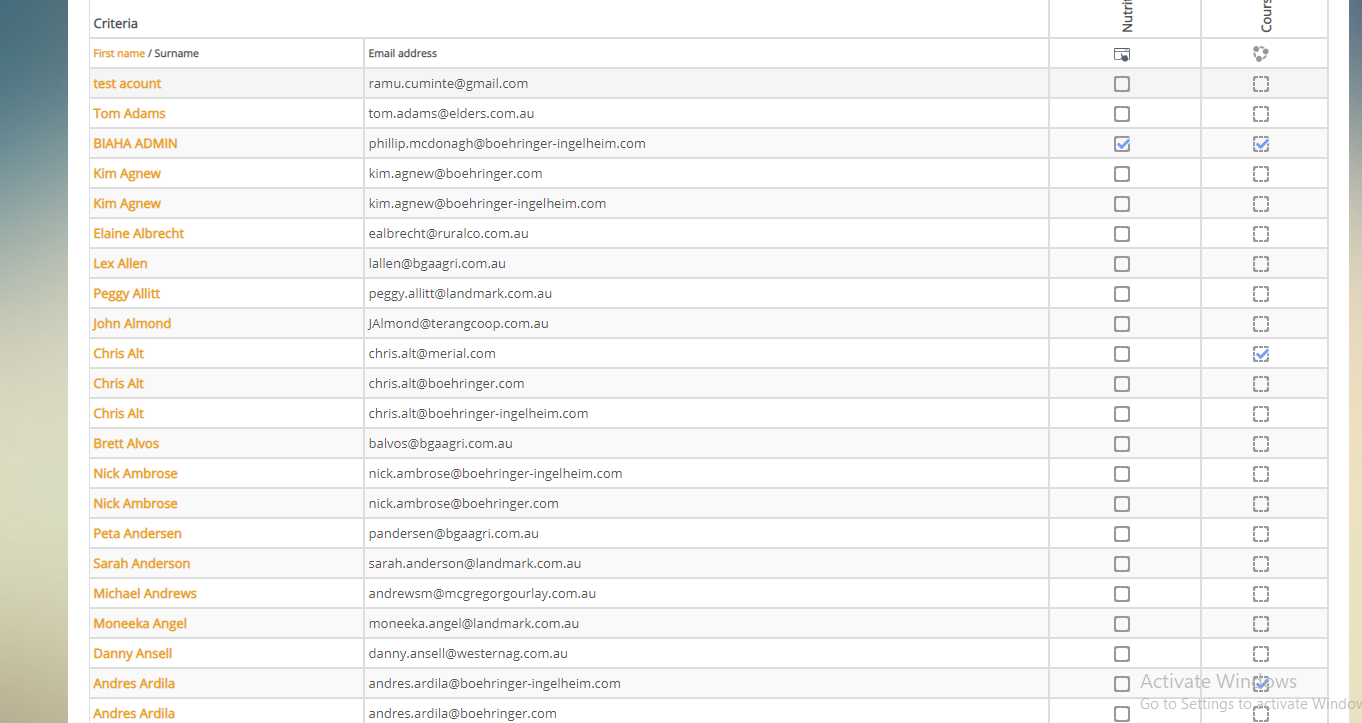 Criteria
First name / Surname Email address
test acount ramu.cuminte@gmail.com
Tom Adams tom.adams@elders.com.au
BIAHA ADMIN phillip.mcdonagh@boehringer-ingelheim.com
Kim Agnew kim.agnew@boehringer.com
Kim Agnew kim.agnew@boehringer-ingelheim.com
Elaine Albrecht ealbrecht@ruralco.com.au
Lex Allen lallen@bgaagri.com.au
Peggy Allitt peggy.allitt@landmark.com.au
John Almond JAlmond@terangcoop.com.au
Chris Alt chris.alt@merial.com
Chris Alt chris.alt@boehringer.com
Chris Alt chris.alt@boehringer-ingelheim.com
Brett Alvos balvos@bgaagri.com.au
Nick Ambrose nick.ambrose@boehringer-ingelheim.com
Nick Ambrose nick.ambrose@boehringer.com
Peta Andersen pandersen@bgaagri.com.au
Sarah Anderson sarah.anderson@landmark.com.au
Michael Andrews andrewsm@mcgregorgourlay.com.au
Moneeka Angel moneeka.angel@landmark.com.au
Danny Ansell danny.ansell@westernag.com.au
Andres Ardila andres.ardila@boehringer-ingelheim.com
Andres Ardila andres.ardila@boehringer.com
Activate Windows
Go to Settings to activate Window